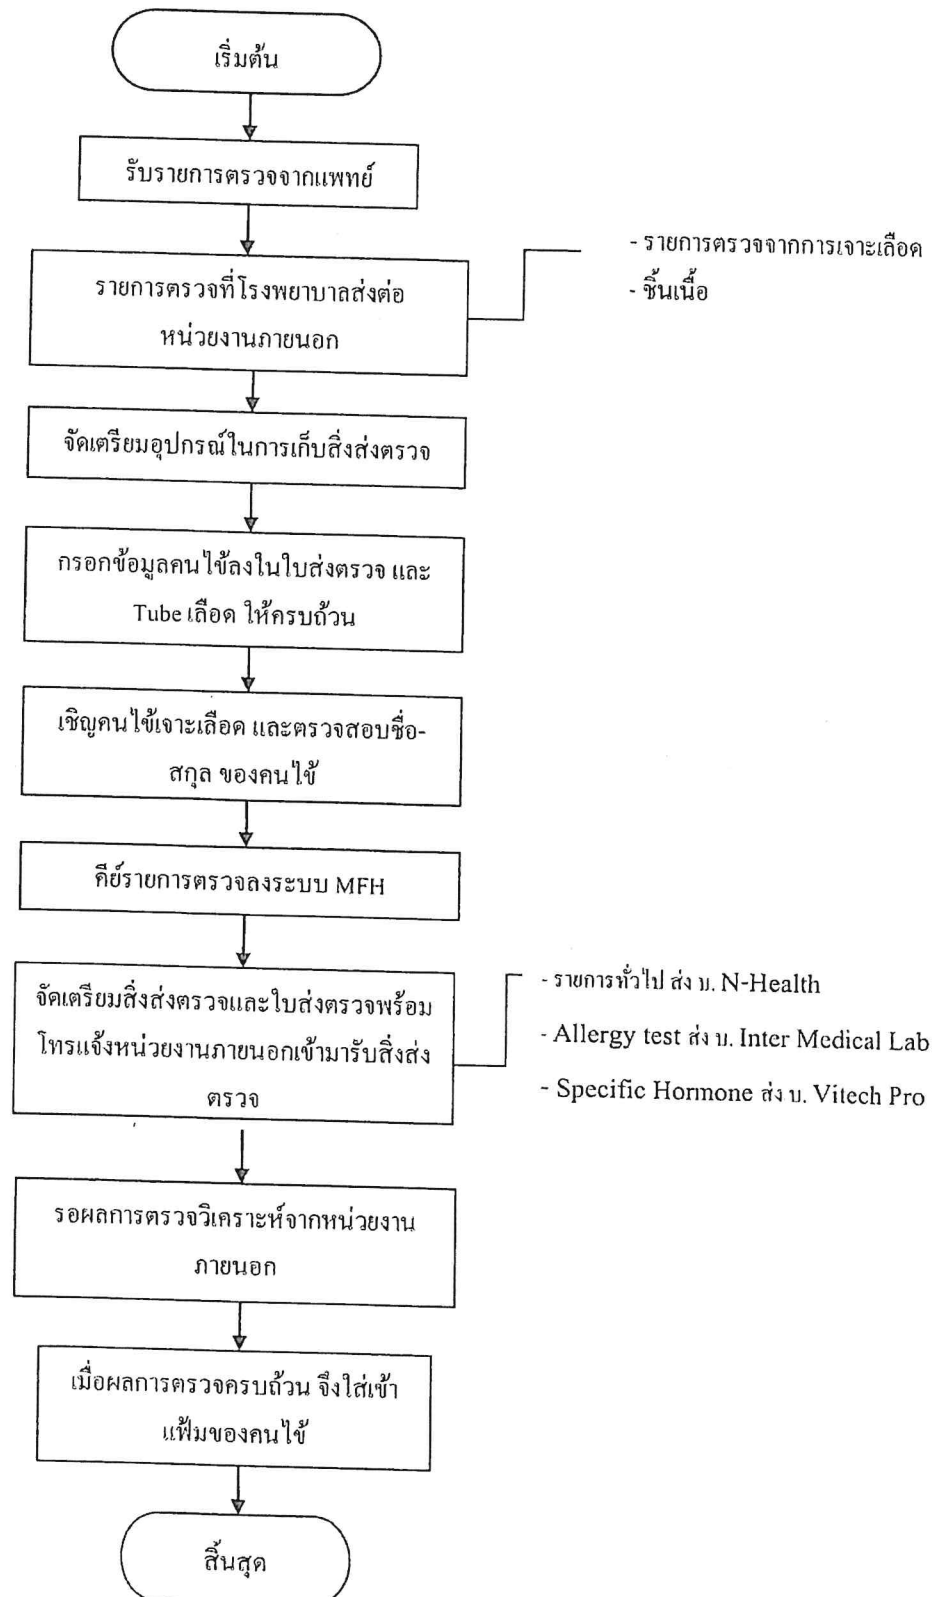 เริ่มต้น
รับรายการตรวจจากแพทย์
รายการตรวจที่โรงพยาบาลส่งต่อ
หน่วยงานภายนอก
- รายการตรวจจากการเจาะเลือด
- ชิ้นเนื้อ
จัดเตรียมอุปกรณ์ในการเก็บสิ่งส่งตรวจ
กรอกข้อมูลคนไข้ลงในใบส่งตรวจ และ
Tube เลือด ให้ครบถ้วน
เชิญคนไข้เจาะเลือด และตรวจสอบชื่อ-
สกุล ของคนไข้
คีย์รายการตรวจลงระบบ MFH
จัดเตรียมสิ่งส่งตรวจและใบส่งตรวจพร้อม
โทรแจ้งหน่วยงานภายนอกเข้ามารับสิ่งส่ง
ตรวจ
- รายการทั่วไป ส่ง บ. N-Health
- Allergy test ส่ง บ. Inter Medical Lab
- Specific Hormone ส่ง บ. Vitech Pro
รอผลการตรวจวิเคราะห์จากหน่วยงาน
ภายนอก
เมื่อผลการตรวจครบถ้วน จึงใส่เข้า
แฟ้มของคนไข้
สิ้นสุด